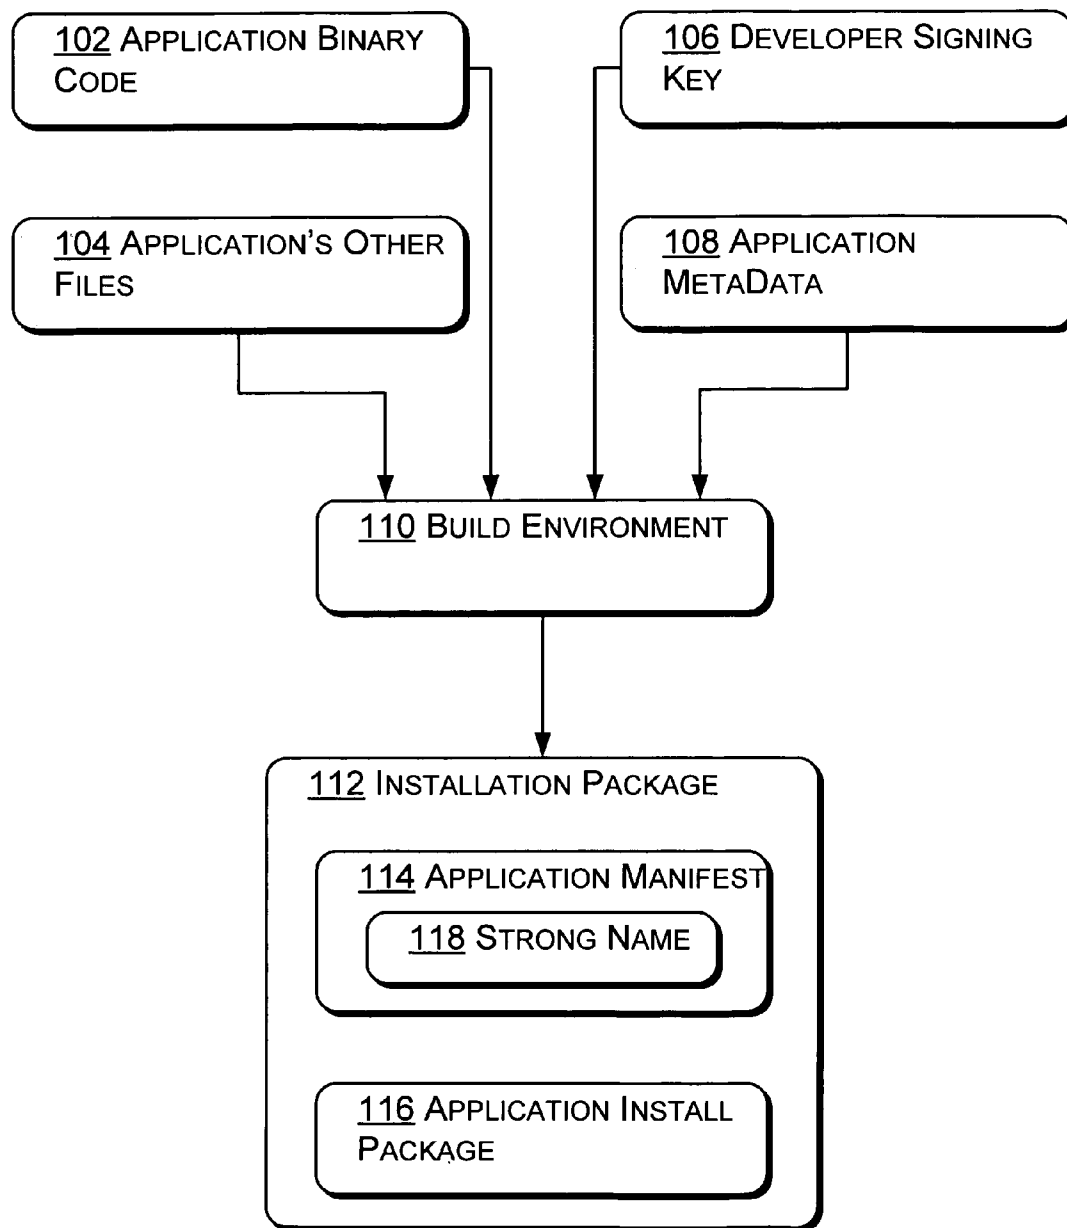 102 APPLICATION BINARY
CODE
106 DEVELOPER SIGNING
KEY
104 APPLICATION'S OTHER
FILES
108 APPLICATION
METADATA
110 BUILD ENVIRONMENT
112 INSTALLATION PACKAGE
114 APPLICATION MANIFEST
118 STRONG NAME
116 APPLICATION INSTALL
PACKAGE